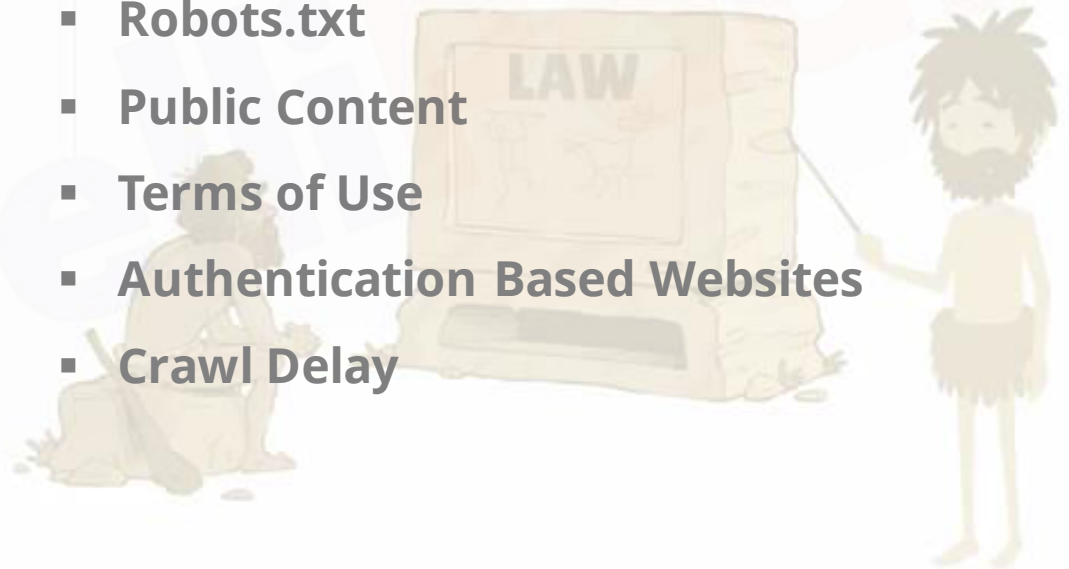 ▪ Robots.txt
LAW
▪ Public Content
▪ Terms of Use
▪ Authentication Based Websites
▪ Crawl Delay